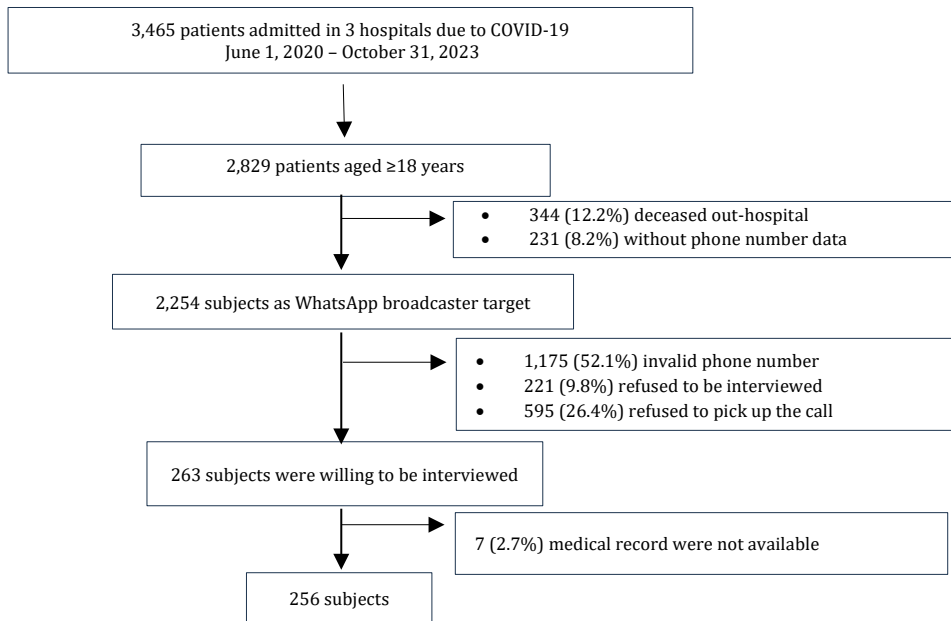 3,465 patients admitted in 3 hospitals due to COVID-19
June 1, 2020 – October 31, 2023
2,829 patients aged ≥18 years
• 344 (12.2%) deceased out-hospital
• 231 (8.2%) without phone number data
2,254 subjects as WhatsApp broadcaster target
• 1,175 (52.1%) invalid phone number
• 221 (9.8%) refused to be interviewed
• 595 (26.4%) refused to pick up the call
263 subjects were willing to be interviewed
7 (2.7%) medical record were not available
256 subjects